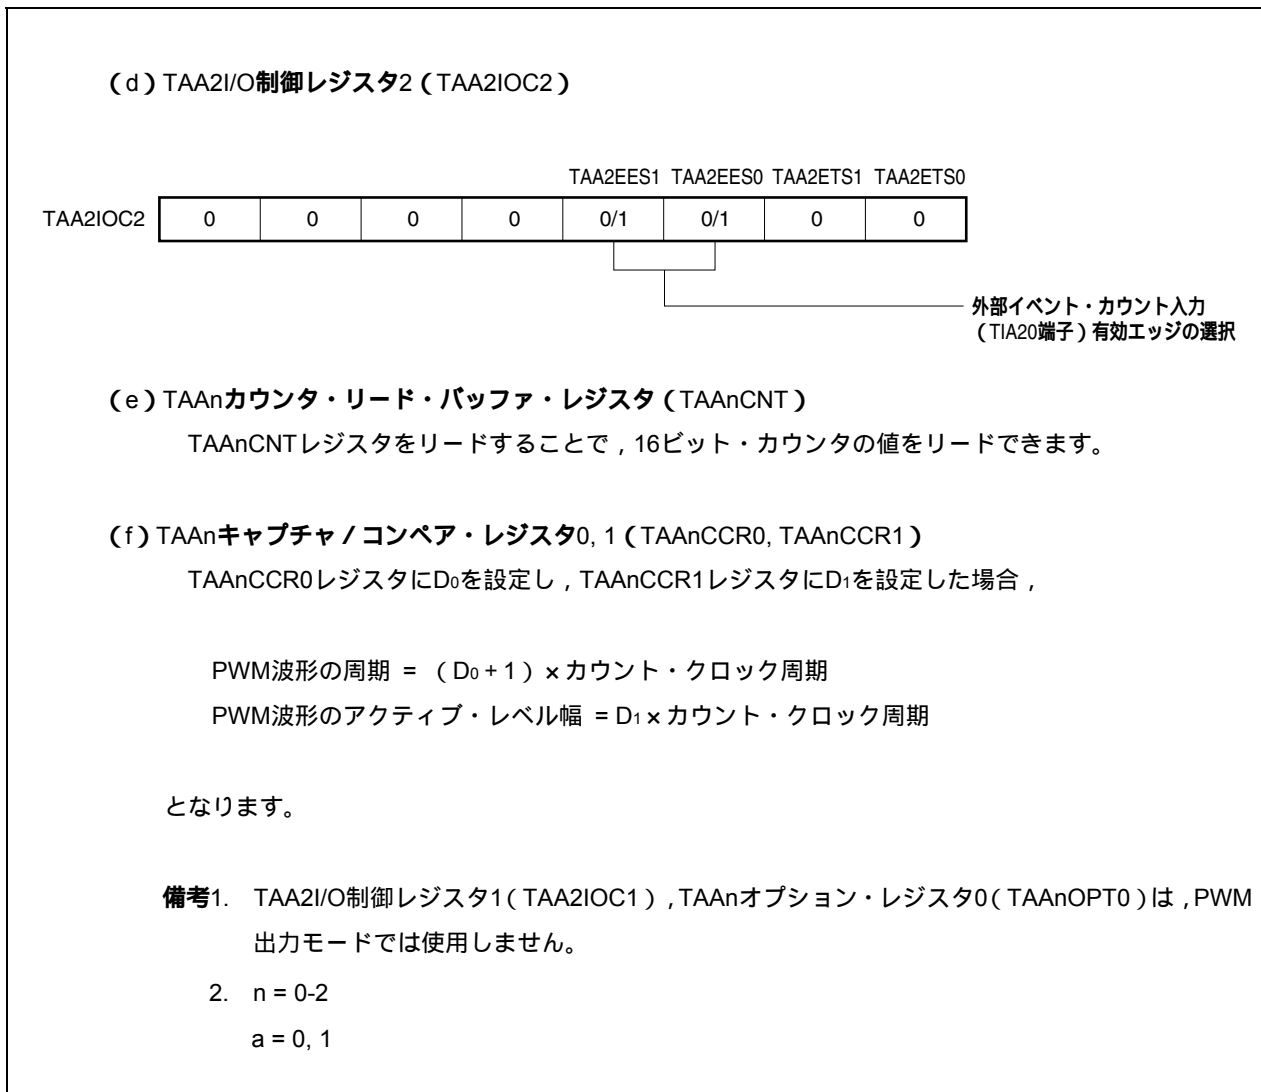 (d) TAA2I/O制御レジスタ2 (TAA2IOC2)
TAA2EES1 TAA2EES0 TAA2ETS1 TAA2ETS0
TAA2IOC2 0 0 0 0 0/1 0/1 0 0
外部イベント・カウント入力
(TIA20端子) 有効エッジの選択
(e) TAAnカウンタ・リード・バッファ・レジスタ (TAAnCNT)
TAAnCNTレジスタをリードすることで,16ビット・カウンタの値をリードできます。
(f) TAAnキャプチャ/コンペア・レジスタ0, 1 (TAAnCCR0, TAAnCCR1)
TAAnCCR0レジスタにD₀を設定し,TAAnCCR1レジスタにD₁を設定した場合,
PWM波形の周期 = (D₀ + 1) × カウント・クロック周期
PWM波形のアクティブ・レベル幅 = D₁ × カウント・クロック周期
となります。
備考1. TAA2I/O制御レジスタ1 (TAA2IOC1),TAAnオプション・レジスタ0 (TAAnOPT0) は,PWM
出力モードでは使用しません。
2. n = 0-2
a = 0, 1